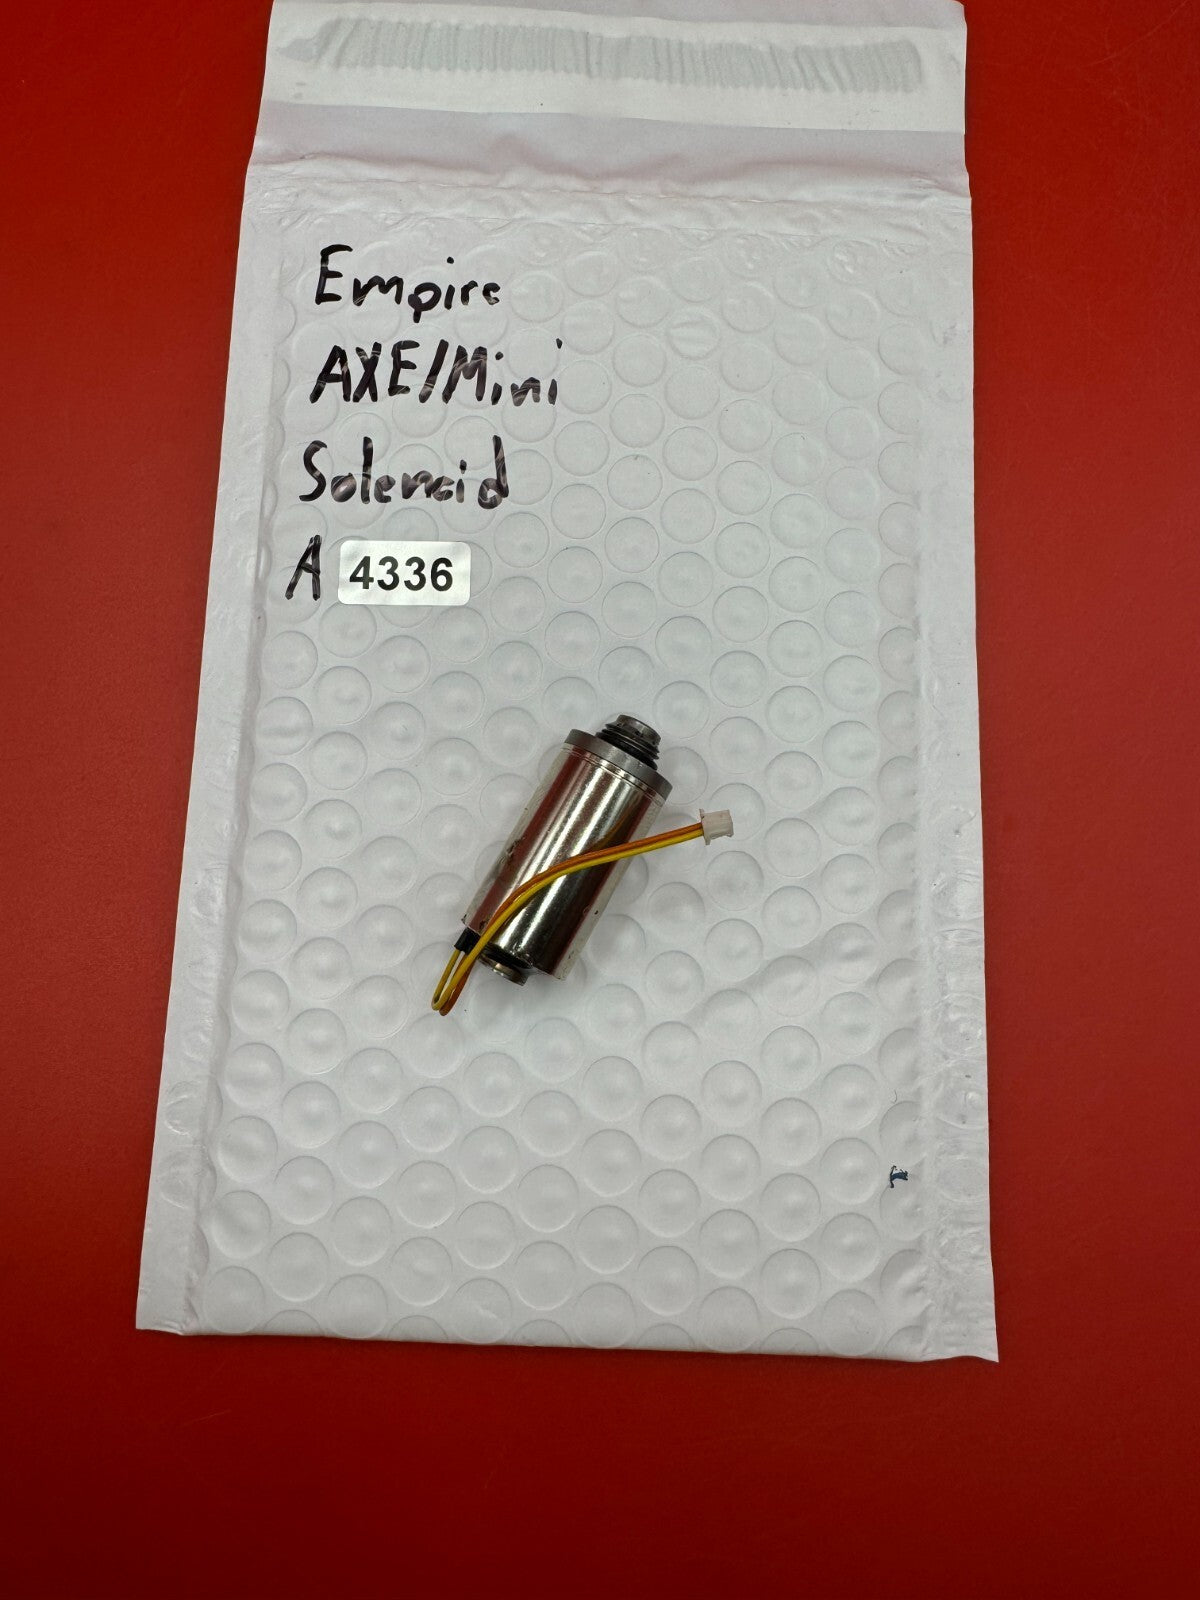 Empire
AXE/Mini
Solenoid
A 4336
I